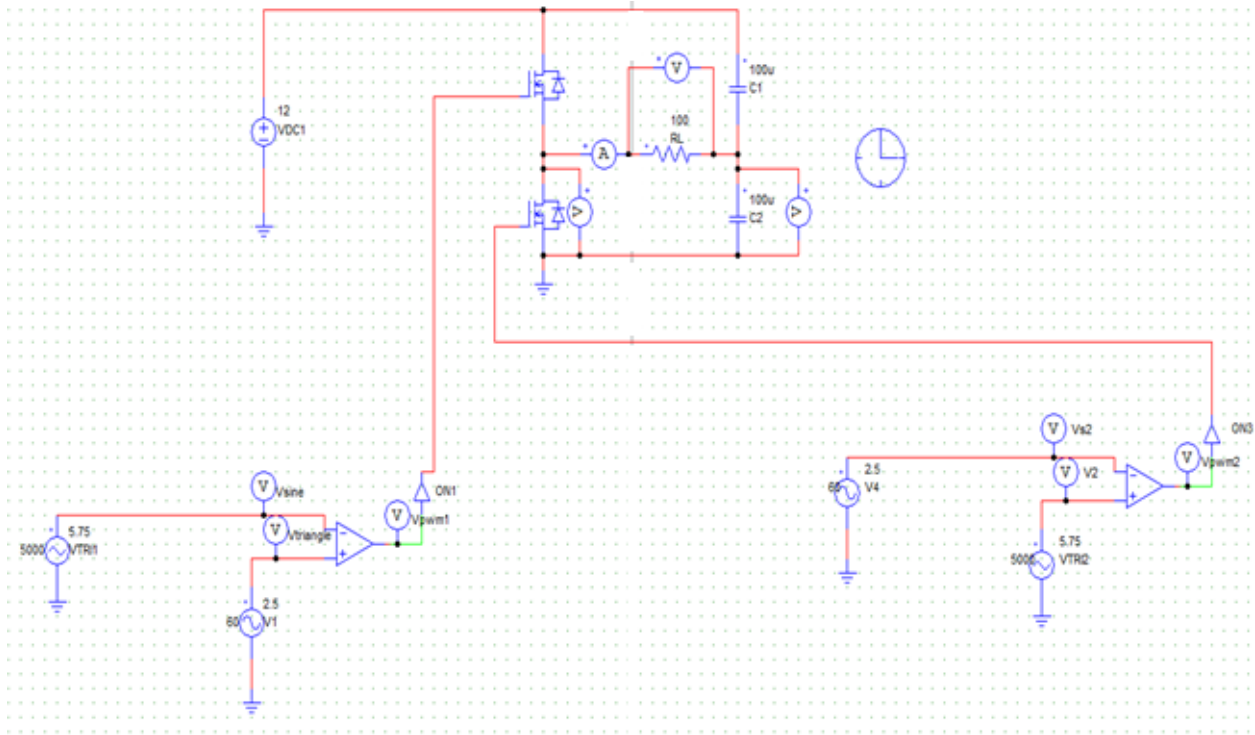 12
VDC1
V
100u
C1
100
RL
A
100u
C2
V
V
V
Vs2
ON3
V
V2
V
Vpwm2
2.5
60
V4
V
Vsine
ON1
V
Vtriangle
V
Vpwm1
5.75
5000
VTRI1
5.75
5000
VTRI2
2.5
60
V1